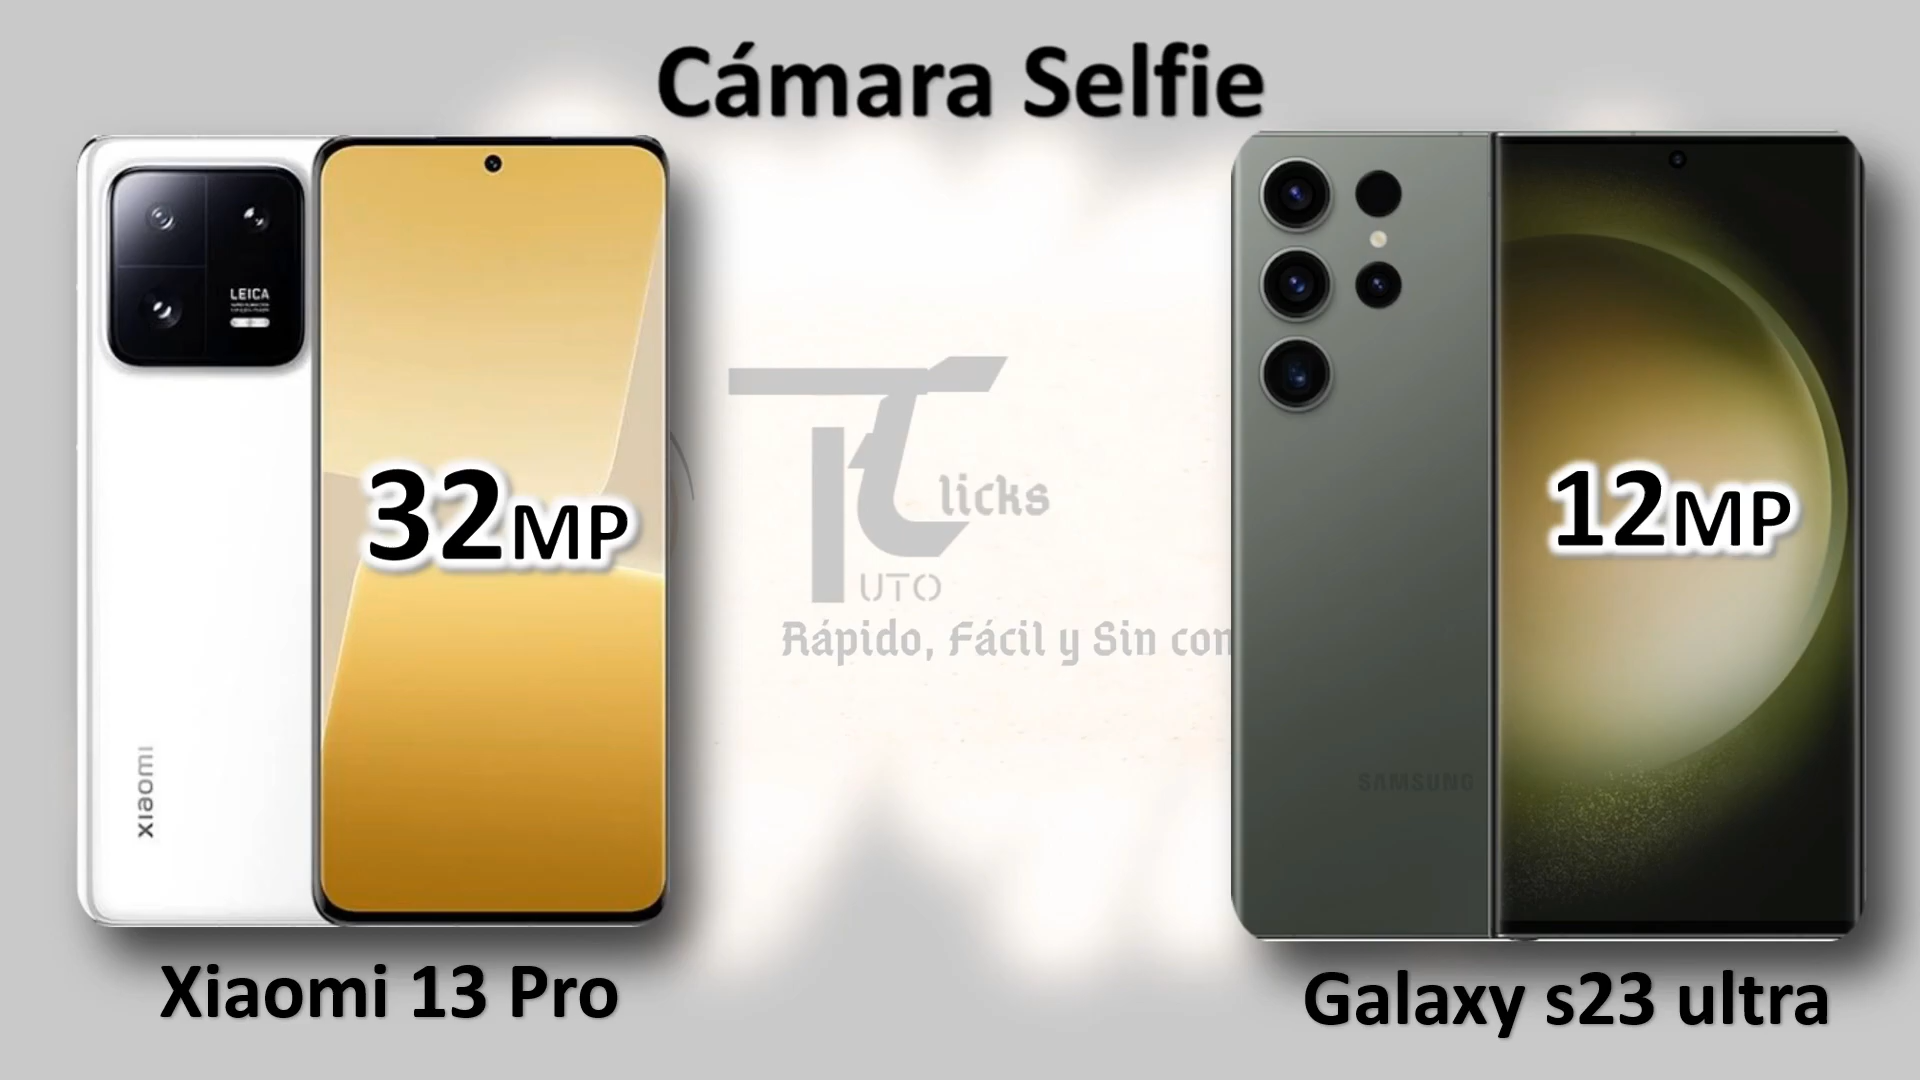 Cámara Selfie
LEICA
32MP
12MP
licks
UTO
Rápido, Fácil y Sin con
xiaomi
SAMSUNG
Xiaomi 13 Pro
Galaxy s23 ultra